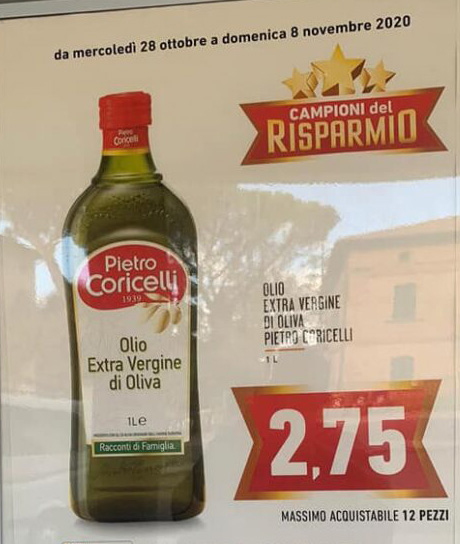 da mercoledì 28 ottobre a domenica 8 novembre 2020
CAMPIONI del
RISPARMIO
Pietro
Coricelli
Pietro
Coricelli
1939
Olio
Extra Vergine
di Oliva
1L e
Racconti di Famiglia.
OLIO
EXTRA VERGINE
DI OLIVA
PIETRO CORICELLI
1 L
2,75
MASSIMO ACQUISTABILE 12 PEZZI